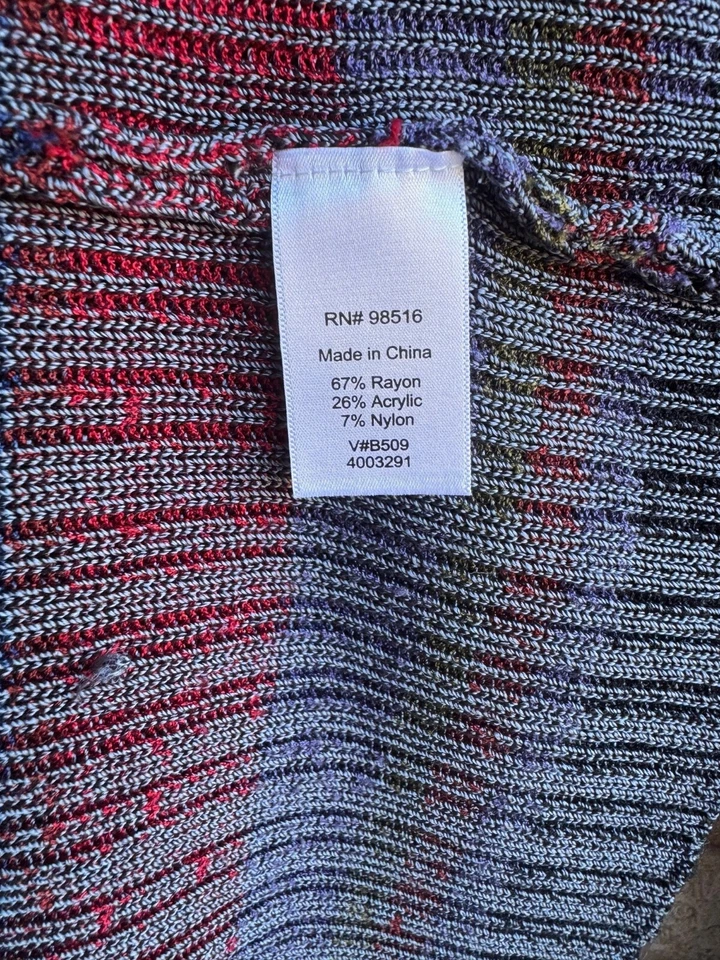 RN# 98516
Made in China
67% Rayon
26% Acrylic
7% Nylon
V#B509
4003291